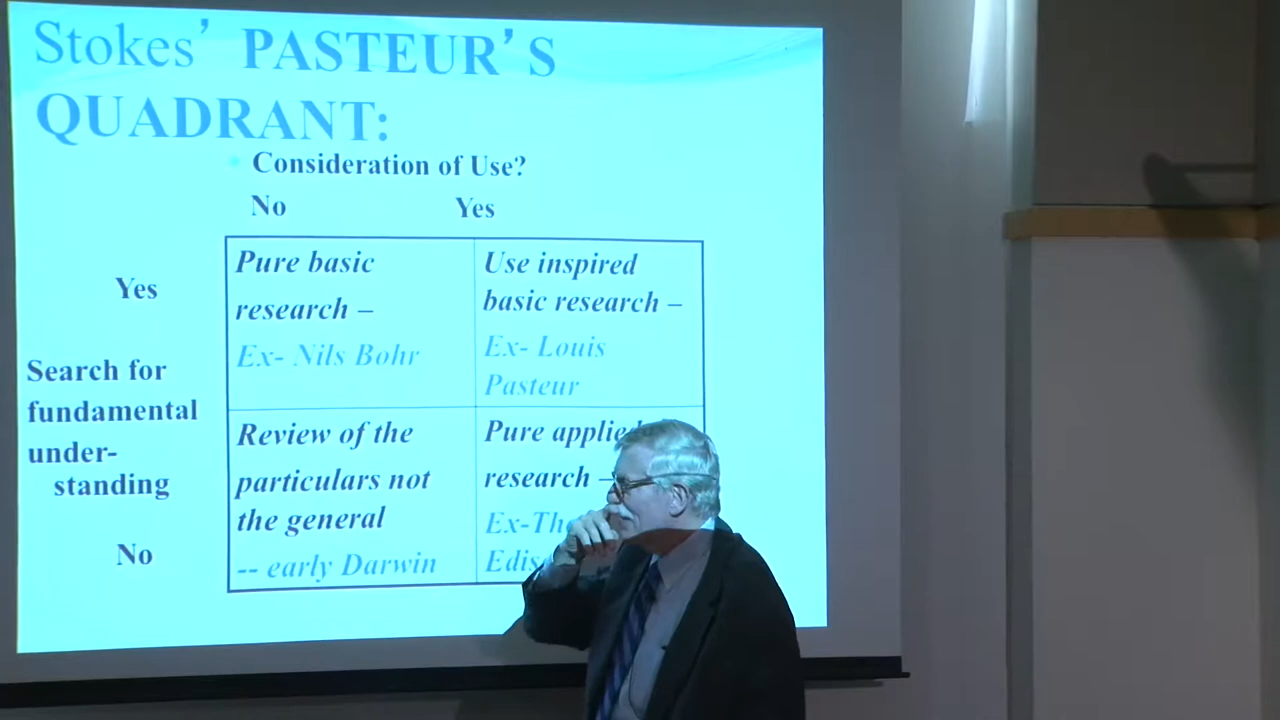 Stokes’ PASTEUR’S
QUADRANT:
Consideration of Use?
No Yes
Yes
Pure basic
research –
Ex- Nils Bohr
Use inspired
basic research –
Ex- Louis
Pasteur
Search for
fundamental
under-
standing
No
Review of the
particulars not
the general
-- early Darwin
Pure applied
research –